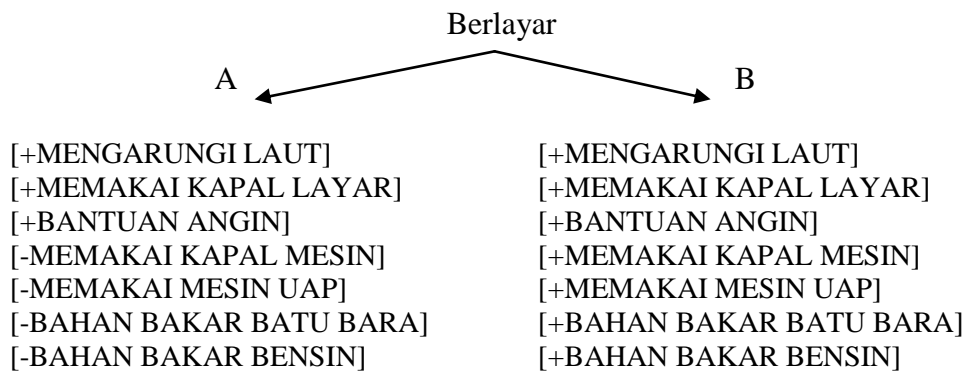 Berlayar
A
B
[+MENGARUNGI LAUT]
[+MEMAKAI KAPAL LAYAR]
[+BANTUAN ANGIN]
[-MEMAKAI KAPAL MESIN]
[-MEMAKAI MESIN UAP]
[-BAHAN BAKAR BATU BARA]
[-BAHAN BAKAR BENSIN]
[+MENGARUNGI LAUT]
[+MEMAKAI KAPAL LAYAR]
[+BANTUAN ANGIN]
[+MEMAKAI KAPAL MESIN]
[+MEMAKAI MESIN UAP]
[+BAHAN BAKAR BATU BARA]
[+BAHAN BAKAR BENSIN]